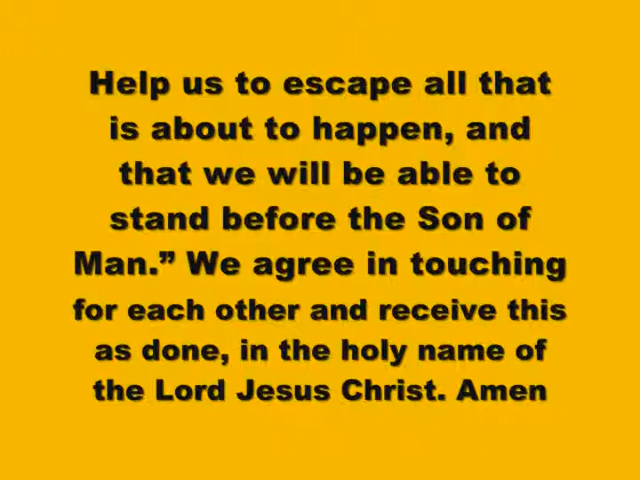 Help us to escape all that
is about to happen, and
that we will be able to
stand before the Son of
Man.” We agree in touching
for each other and receive this
as done, in the holy name of
the Lord Jesus Christ. Amen